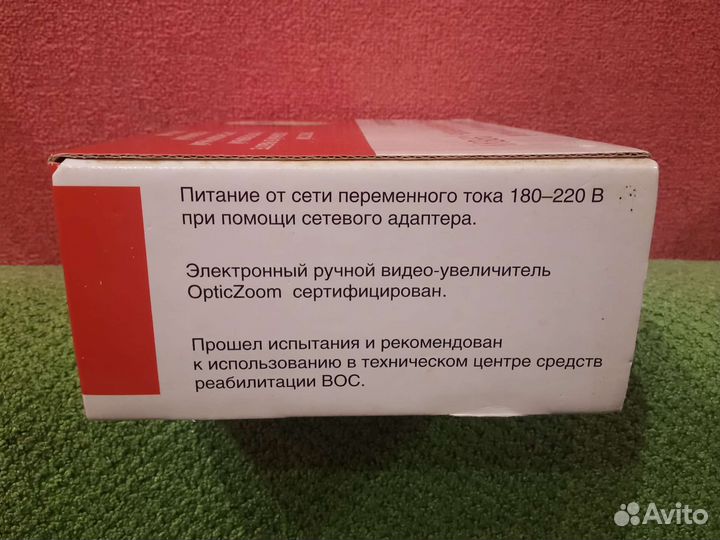 Питание от сети переменного тока 180–220 В
при помощи сетевого адаптера.
Электронный ручной видео-увеличитель
OpticZoom сертифицирован.
Прошел испытания и рекомендован
к использованию в техническом центре средств
реабилитации ВОС.
Avito